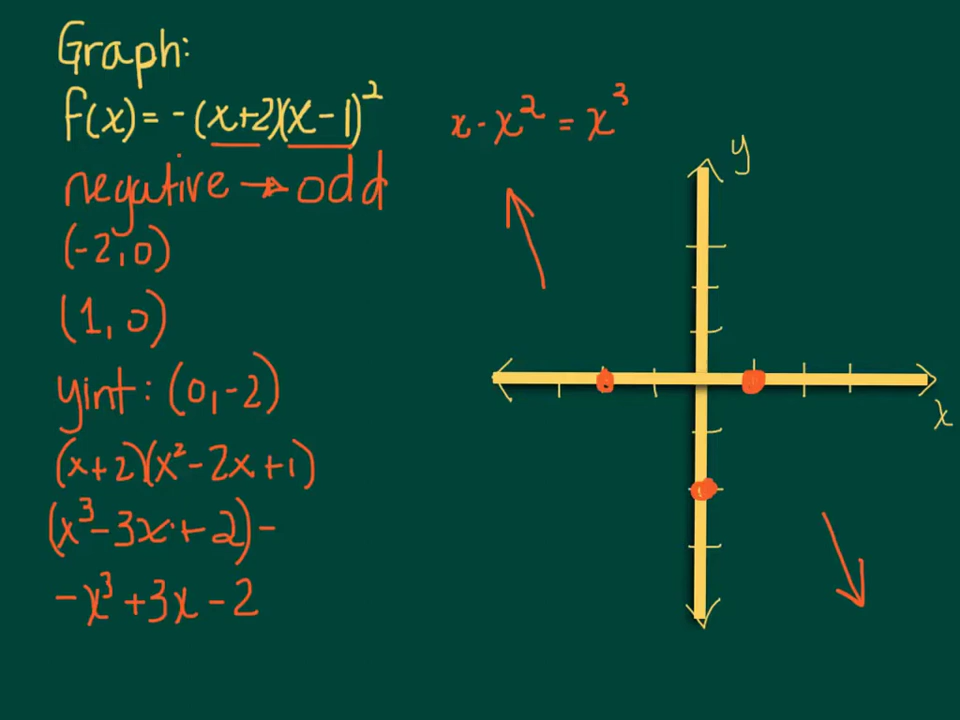 Graph:
f(x) = -(x+2)(x-1)²
x · x² = x³
negative → odd
(-2, 0)
(1, 0)
yint: (0, -2)
(x+2)(x²-2x+1)
(x³-3x+2)-
-x³+3x-2
y
x